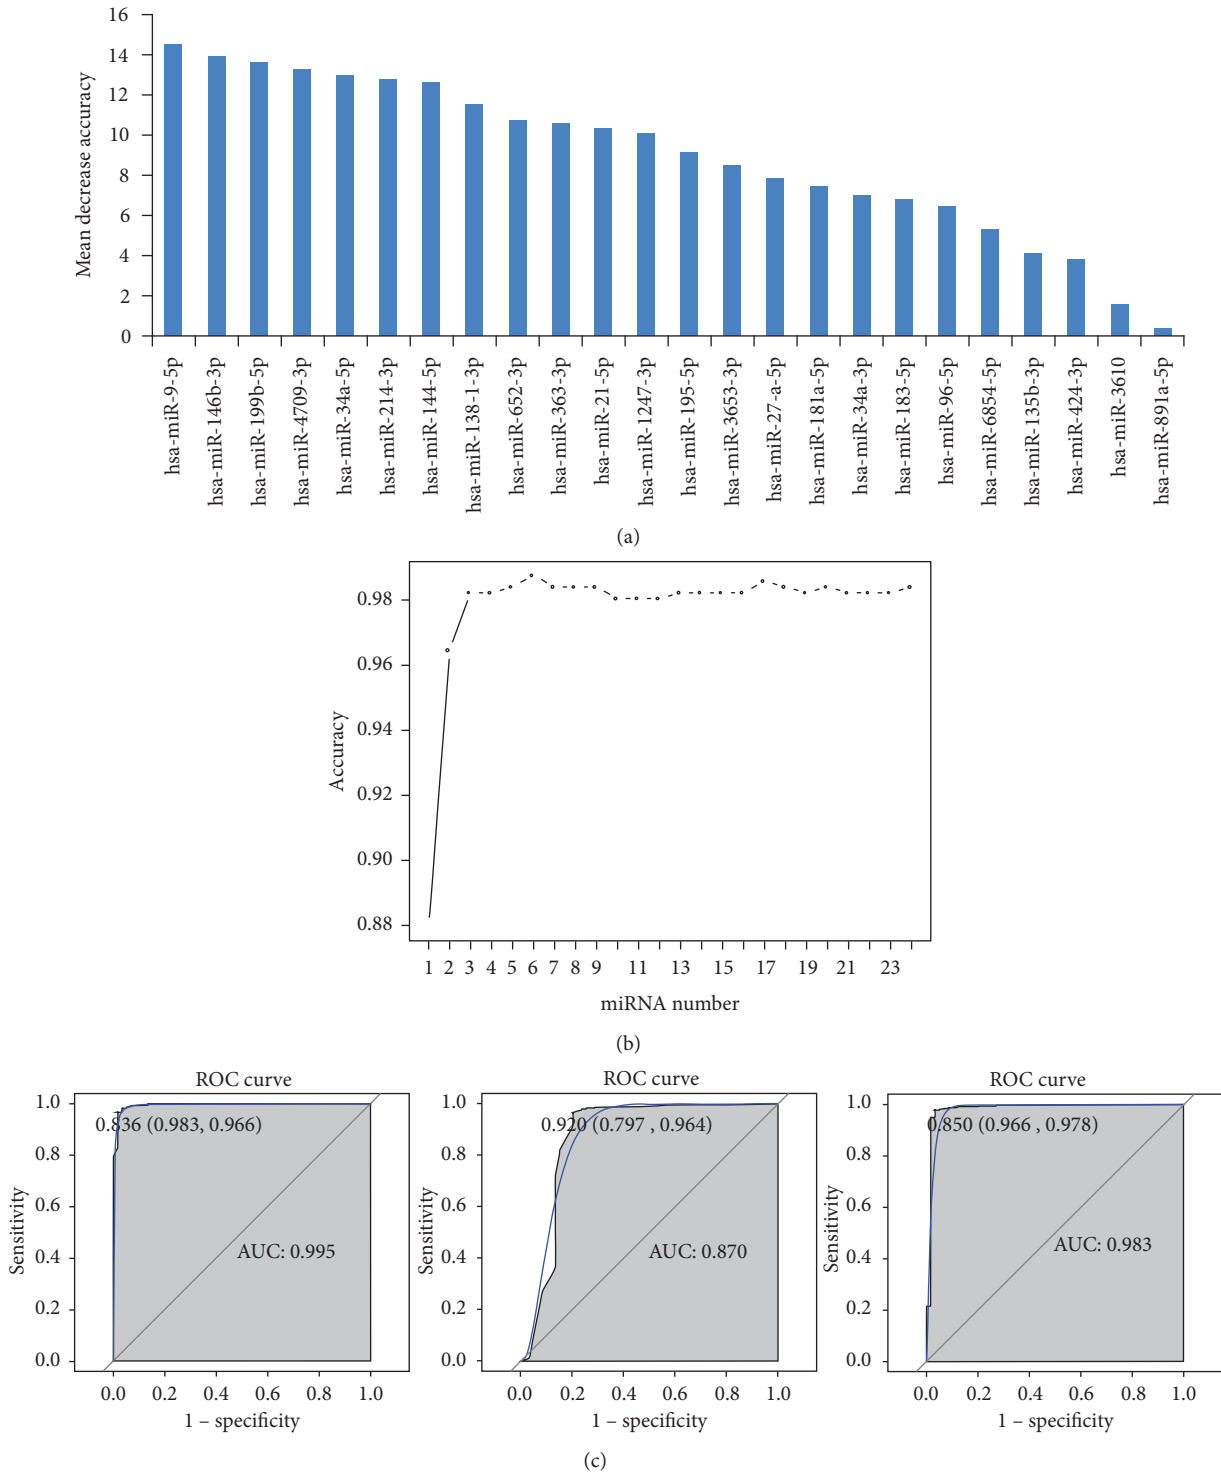 16
14
12
10
8
6
4
2
0
Mean decrease accuracy
hsa-miR-9-5p
hsa-miR-146b-3p
hsa-miR-199b-5p
hsa-miR-4709-3p
hsa-miR-34a-5p
hsa-miR-214-3p
hsa-miR-144-5p
hsa-miR-138-1-3p
hsa-miR-652-3p
hsa-miR-363-3p
hsa-miR-21-5p
hsa-miR-1247-3p
hsa-miR-195-5p
hsa-miR-3653-3p
hsa-miR-27-a-5p
hsa-miR-181a-5p
hsa-miR-34a-3p
hsa-miR-183-5p
hsa-miR-96-5p
hsa-miR-6854-5p
hsa-miR-135b-3p
hsa-miR-424-3p
hsa-miR-3610
hsa-miR-891a-5p
(a)
0.98
0.96
0.94
0.92
0.90
0.88
Accuracy
1 2 3 4 5 6 7 8 9 11 13 15 17 19 21 23
miRNA number
(b)
ROC curve
1.0
0.8
0.6
0.4
0.2
0.0
Sensitivity
0.836 (0.983, 0.966)
AUC: 0.995
0.0 0.2 0.4 0.6 0.8 1.0
1 – specificity
ROC curve
1.0
0.8
0.6
0.4
0.2
0.0
Sensitivity
0.920 (0.797 , 0.964)
AUC: 0.870
0.0 0.2 0.4 0.6 0.8 1.0
1 – specificity
ROC curve
1.0
0.8
0.6
0.4
0.2
0.0
Sensitivity
0.850 (0.966 , 0.978)
AUC: 0.983
0.0 0.2 0.4 0.6 0.8 1.0
1 – specificity
(c)